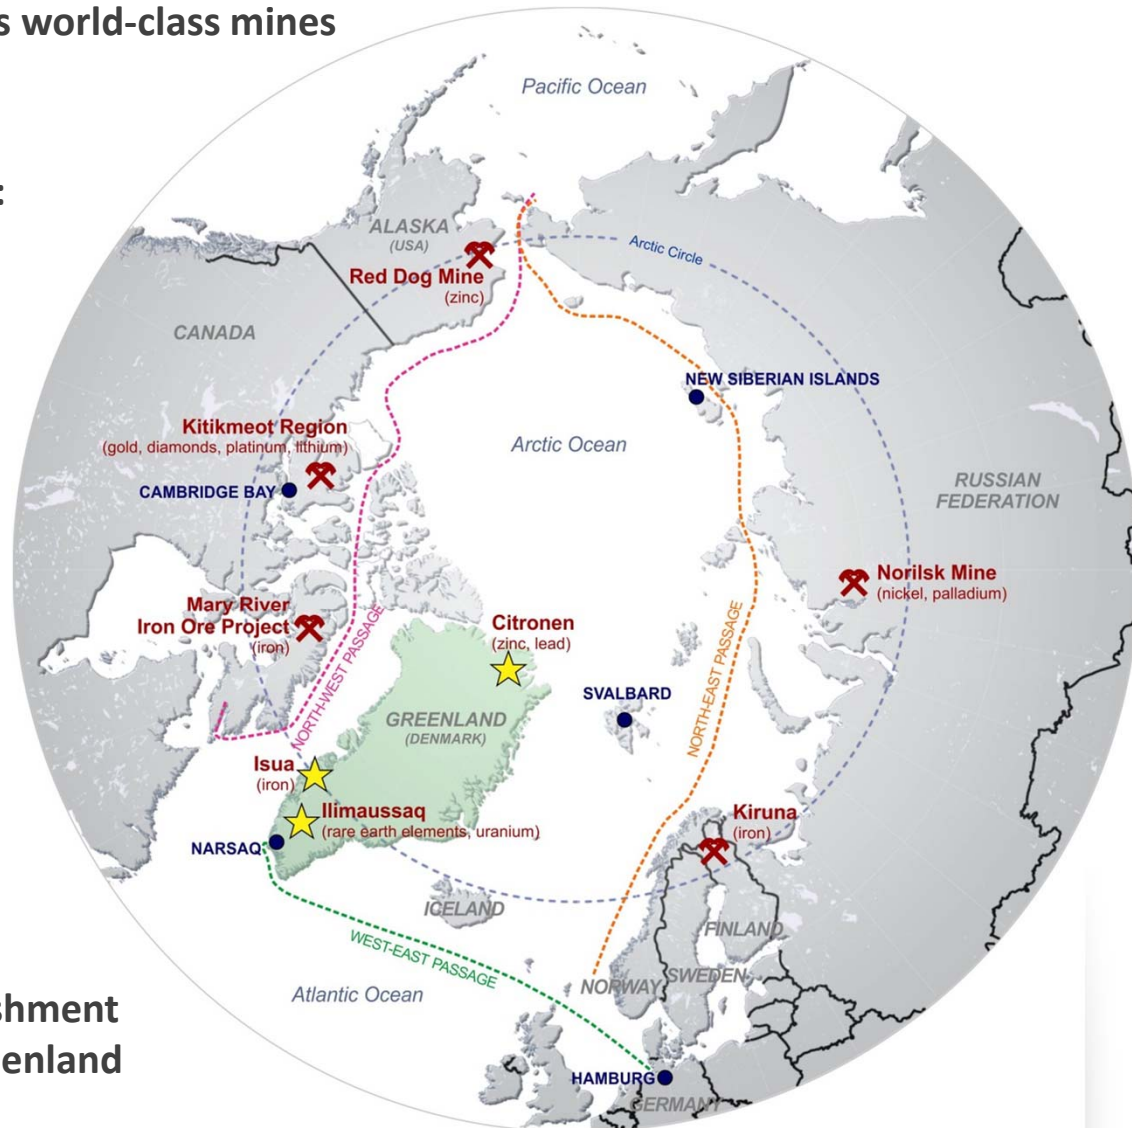 s world-class mines
:
Pacific Ocean
ALASKA
(USA)
Arctic Circle
Red Dog Mine
(zinc)
CANADA
NEW SIBERIAN ISLANDS
Kitikmeot Region
(gold, diamonds, platinum, lithium)
Arctic Ocean
CAMBRIDGE BAY
RUSSIAN
FEDERATION
Norilsk Mine
(nickel, palladium)
Mary River
Iron Ore Project
(iron)
NORTH-WEST PASSAGE
Citronen
(zinc, lead)
NORTH-EAST PASSAGE
SVALBARD
GREENLAND
(DENMARK)
Isua
(iron)
Ilimaussaq
(rare earth elements, uranium)
Kiruna
(iron)
NARSAQ
ICELAND
FINLAND
WEST-EAST PASSAGE
SWEDEN
NORWAY
Atlantic Ocean
shment
enland
HAMBURG
GERMANY